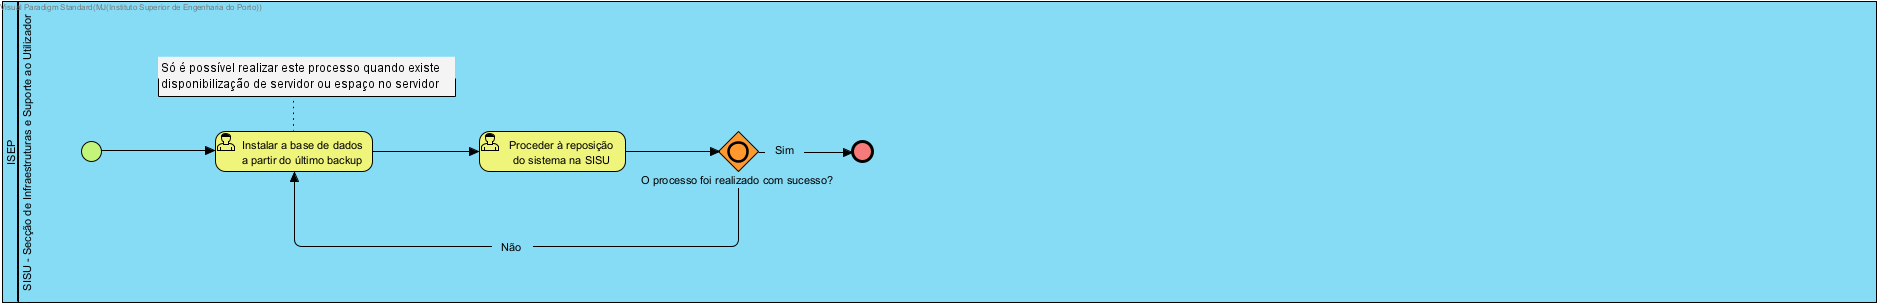 Visual Paradigm Standard(MJ(Instituto Superior de Engenharia do Porto))
ISEP
SISU - Secção de Infraestruturas e Suporte ao Utilizador
Só é possível realizar este processo quando existe
disponibilização de servidor ou espaço no servidor
Instalar a base de dados
a partir do último backup
Proceder à reposição
do sistema na SISU
Sim
O processo foi realizado com sucesso?
Não